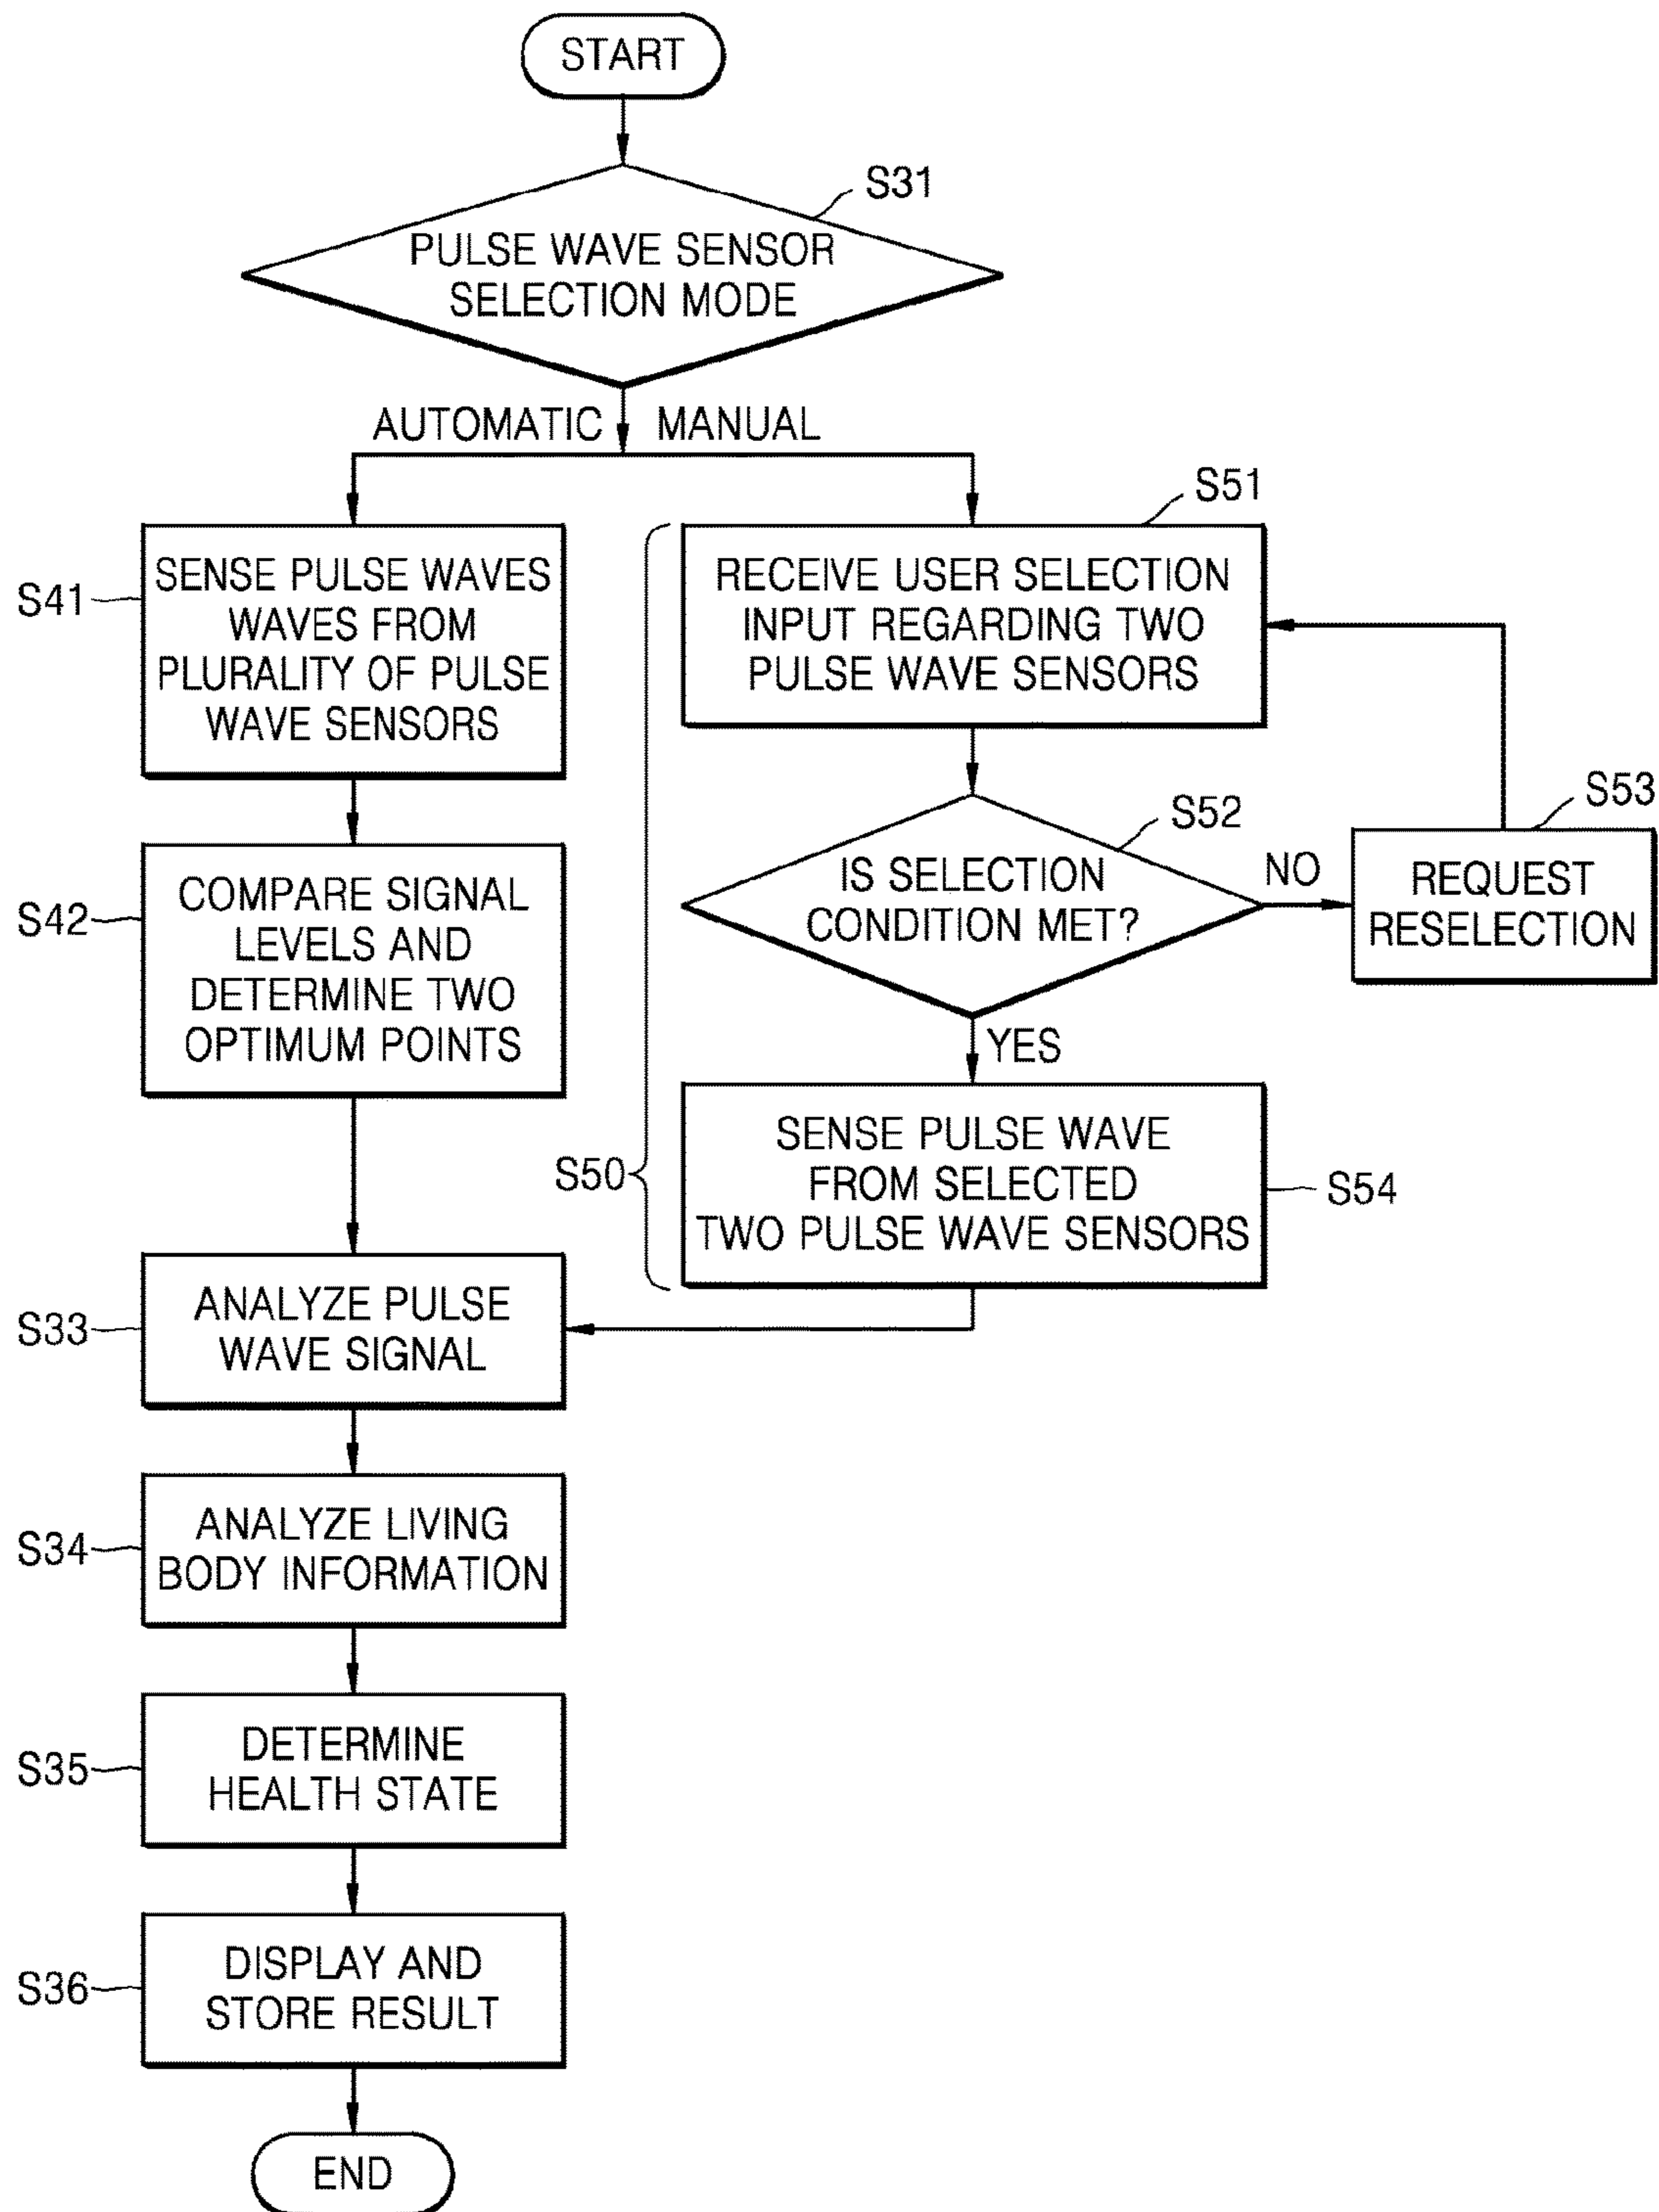 START
S31
PULSE WAVE SENSOR
SELECTION MODE
AUTOMATIC
MANUAL
S41
SENSE PULSE WAVES
WAVES FROM
PLURALITY OF PULSE
WAVE SENSORS
S42
COMPARE SIGNAL
LEVELS AND
DETERMINE TWO
OPTIMUM POINTS
S50
S51
RECEIVE USER SELECTION
INPUT REGARDING TWO
PULSE WAVE SENSORS
S52
IS SELECTION
CONDITION MET?
NO
S53
REQUEST
RESELECTION
YES
SENSE PULSE WAVE
FROM SELECTED
TWO PULSE WAVE SENSORS
S54
S33
ANALYZE PULSE
WAVE SIGNAL
S34
ANALYZE LIVING
BODY INFORMATION
S35
DETERMINE
HEALTH STATE
S36
DISPLAY AND
STORE RESULT
END